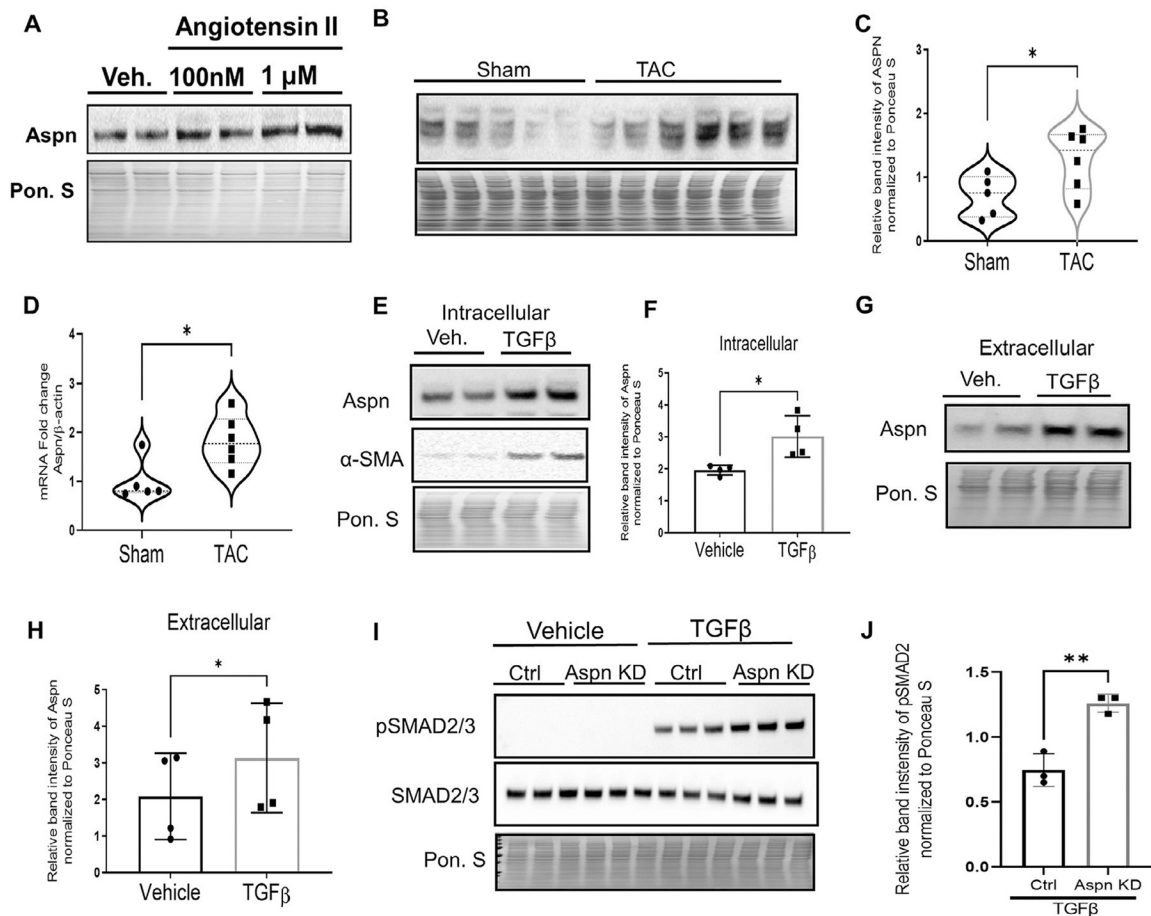 A
Angiotensin II
Veh. 100nM 1 µM
Aspn
Pon. S
B
Sham TAC
C
Relative band intensity of ASPN
normalized to Ponceau S
3
2
1
0
*
Sham TAC
D
mRNA Fold change
Aspn/β-actin
4
3
2
1
0
*
Sham TAC
E
Intracellular
Veh. TGFβ
Aspn
α-SMA
Pon. S
F
Intracellular
Relative band intensity of Aspn
normalized to Ponceau S
5
4
3
2
1
0
*
Vehicle TGFβ
G
Extracellular
Veh. TGFβ
Aspn
Pon. S
H
Extracellular
Relative band intensity of Aspn
normalized to Ponceau S
5
4
3
2
1
0
*
Vehicle TGFβ
I
Vehicle TGFβ
Ctrl Aspn KD Ctrl Aspn KD
pSMAD2/3
SMAD2/3
Pon. S
J
Relative band instensity of pSMAD2
normalized to Ponceau S
1.5
1.0
0.5
0.0
**
Ctrl Aspn KD
TGFβ